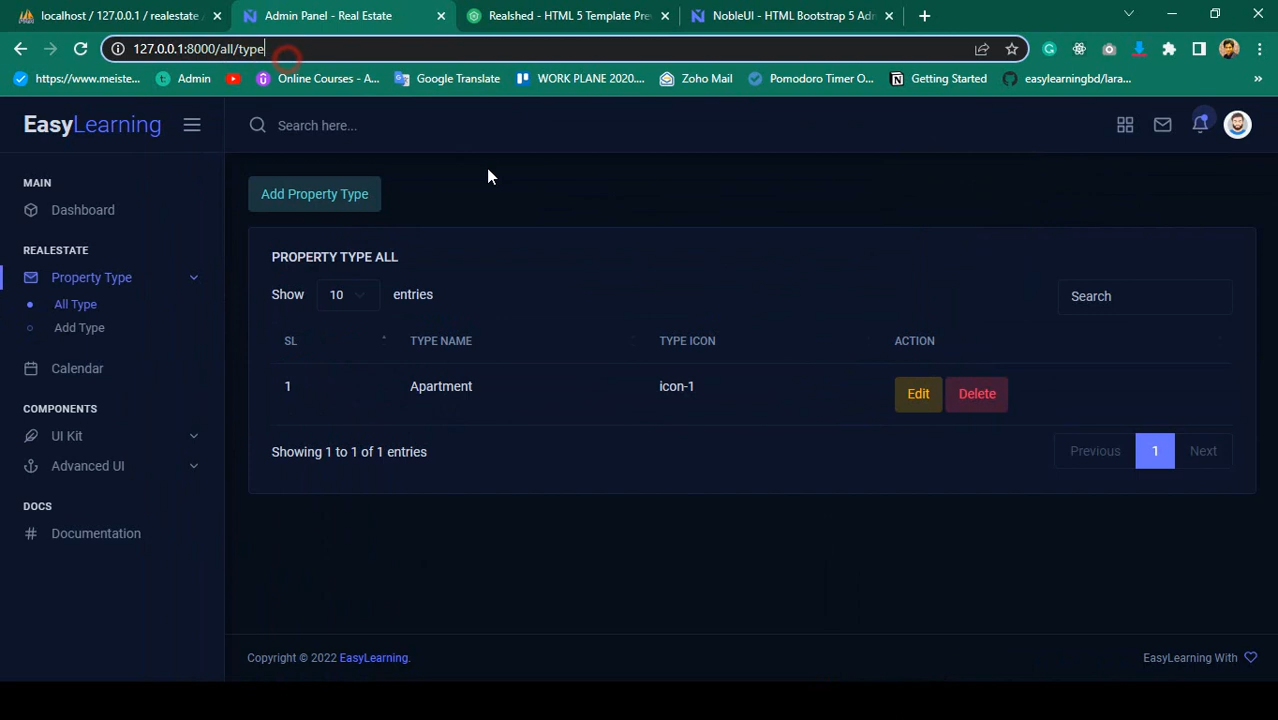 localhost / 127.0.0.1 / realestate
Admin Panel - Real Estate
Realshed - HTML 5 Template Pre
NobleUI - HTML Bootstrap 5 Ad
127.0.0.1:8000/all/type
https://www.meiste...
Admin
Online Courses - A...
Google Translate
WORK PLANE 2020....
Zoho Mail
Pomodoro Timer O...
Getting Started
easylearningbd/lara...
EasyLearning
Search here...
MAIN
Dashboard
REALESTATE
Property Type
All Type
Add Type
Calendar
COMPONENTS
UI Kit
Advanced UI
DOCS
Documentation
Add Property Type
PROPERTY TYPE ALL
Show 10 entries
Search
SL TYPE NAME TYPE ICON ACTION
1 Apartment icon-1 Edit Delete
Showing 1 to 1 of 1 entries
Previous 1 Next
Copyright © 2022 EasyLearning.
EasyLearning With